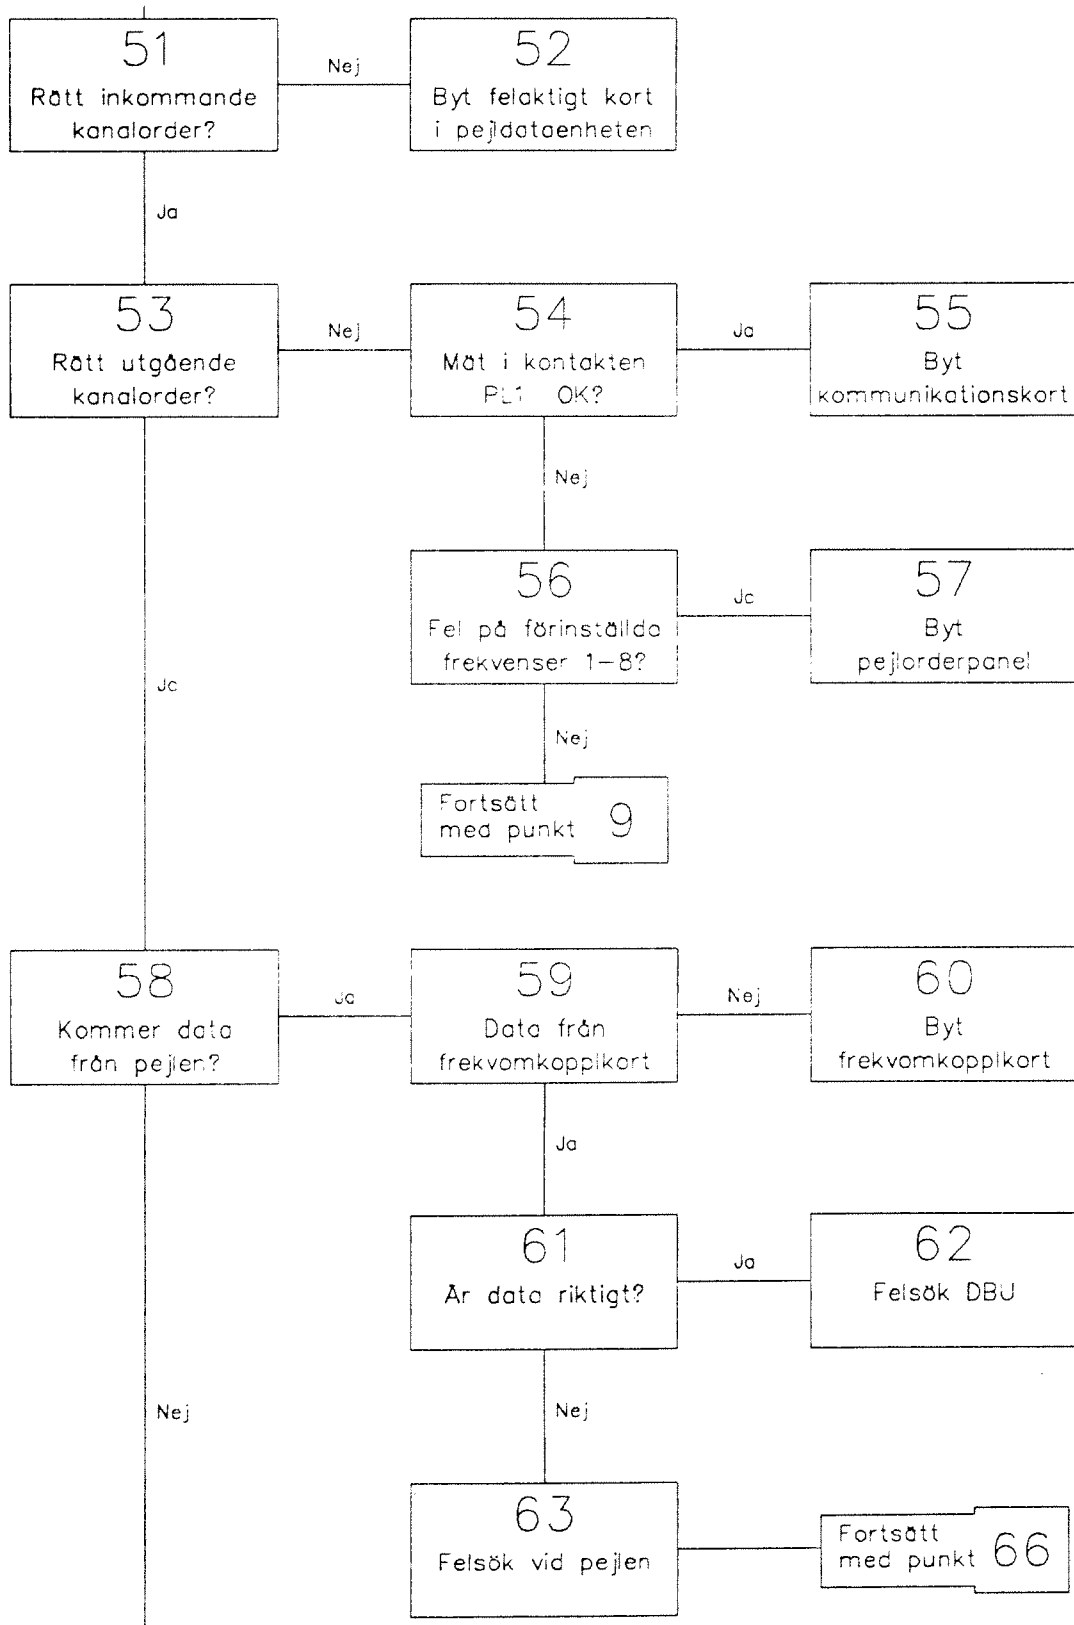 51
Rätt inkommande
kanalorder?
Nej
52
Byt felaktigt kort
i pejldataenheten
Ja
53
Rätt utgående
kanalorder?
Nej
54
Mät i kontakten
PL1 OK?
Ja
55
Byt
kommunikationskort
Nej
56
Fel på förinställda
frekvenser 1-8?
Ja
57
Byt
pejlorderpanel
Ja
Nej
Fortsätt
med punkt 9
58
Kommer data
från pejlen?
Ja
59
Data från
frekvomkopplkort
Nej
60
Byt
frekvomkopplkort
Ja
61
Är data riktigt?
Ja
62
Felsök DBU
Nej
Nej
63
Felsök vid pejlen
Fortsätt
med punkt 66